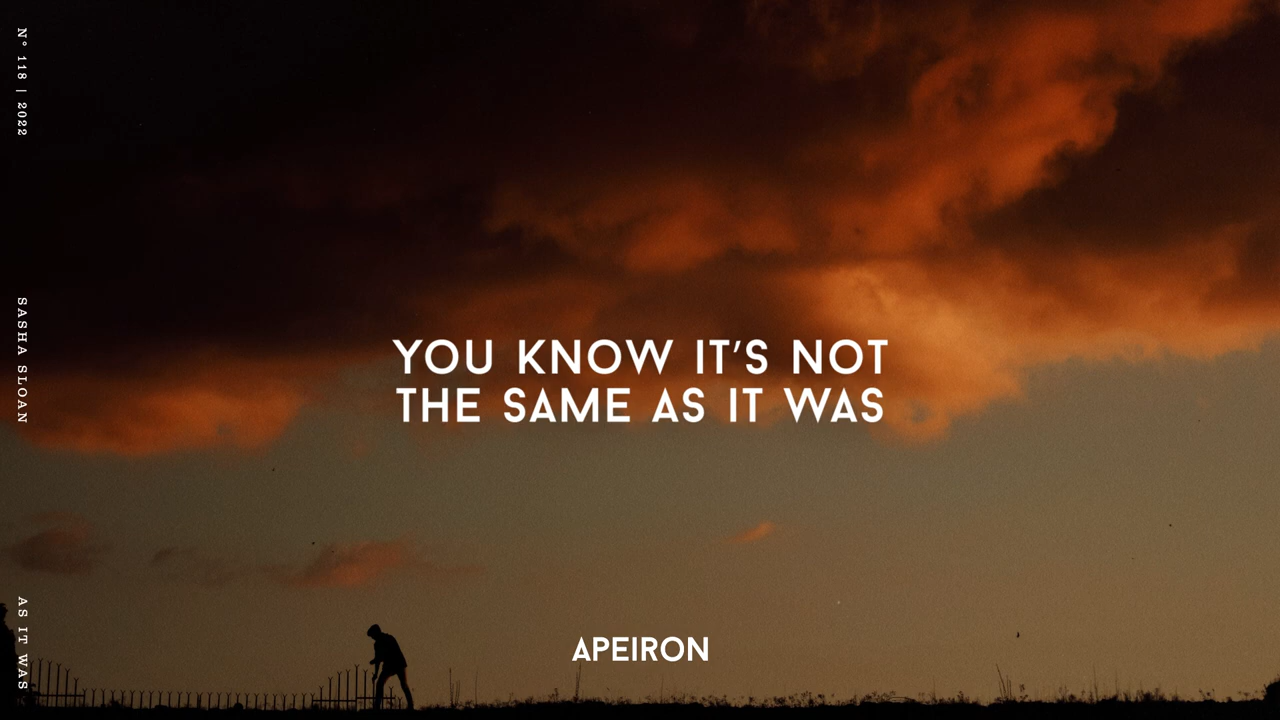 N° 118 | 2022
SASHA SLOAN
AS IT WAS
YOU KNOW IT'S NOT
THE SAME AS IT WAS
APEIRON